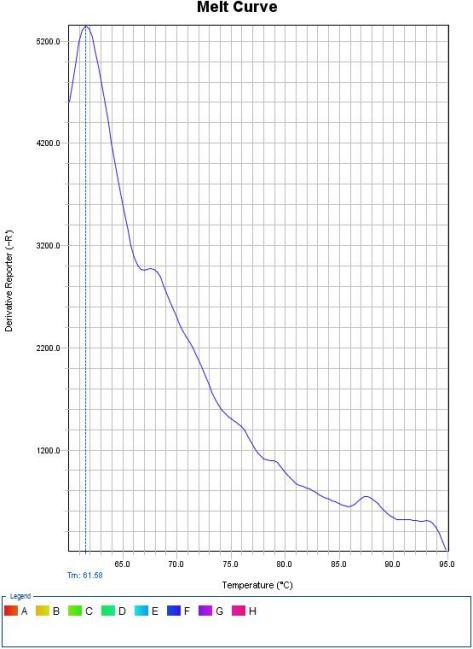 Melt Curve
5200.0
4200.0
3200.0
2200.0
1200.0
Derivative Reporter (-R')
65.0 70.0 75.0 80.0 85.0 90.0 95.0
Tm: 61.58
Temperature (°C)
Legend
A B C D E F G H